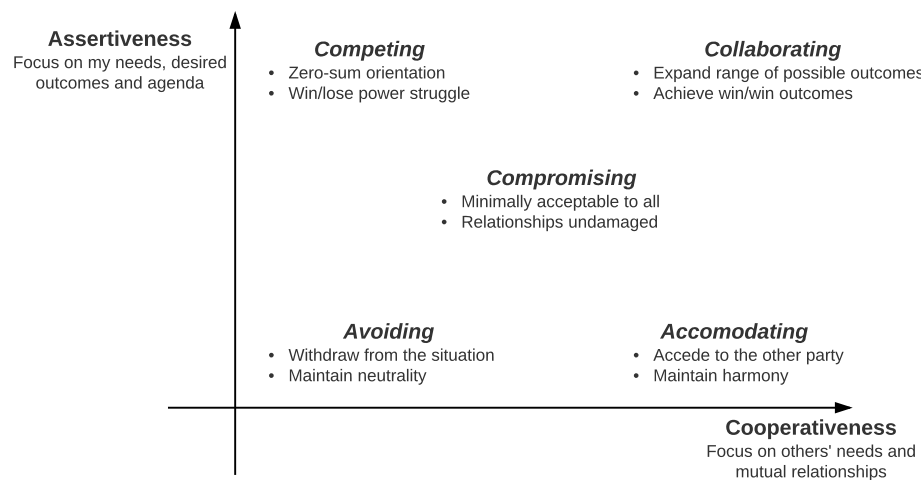 Assertiveness
Focus on my needs, desired
outcomes and agenda
Competing
• Zero-sum orientation
• Win/lose power struggle
Collaborating
• Expand range of possible outcomes
• Achieve win/win outcomes
Compromising
• Minimally acceptable to all
• Relationships undamaged
Avoiding
• Withdraw from the situation
• Maintain neutrality
Accomodating
• Accede to the other party
• Maintain harmony
Cooperativeness
Focus on others' needs and
mutual relationships